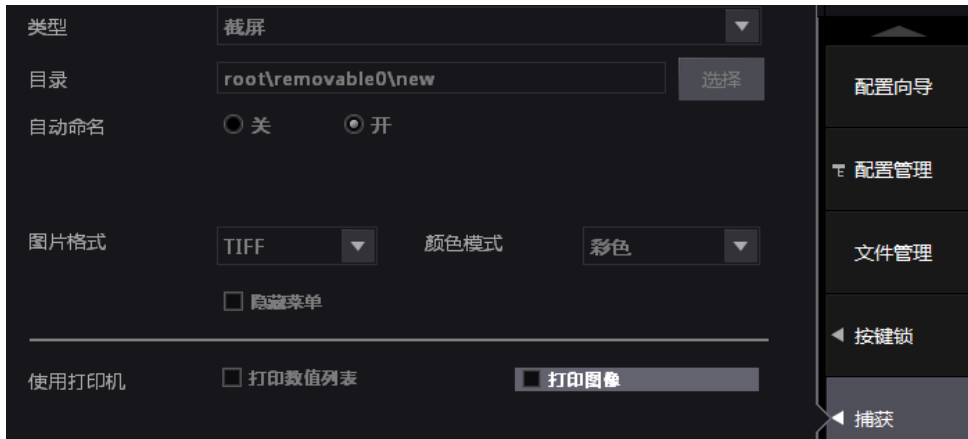 类型 截屏
目录 root\removable0\new 选择
自动命名 关 开
图片格式 TIFF 颜色模式 彩色
隐藏菜单
使用打印机 打印数值列表 打印图像
配置向导
配置管理
文件管理
按键锁
捕获